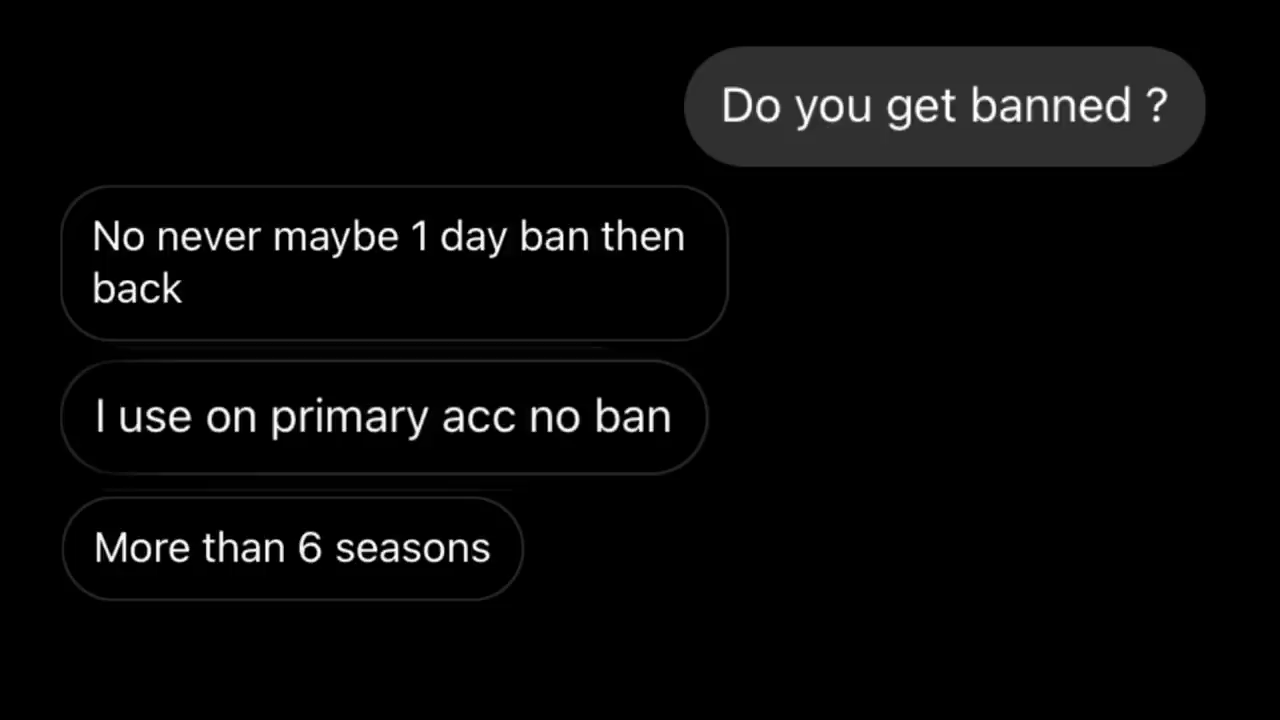 Do you get banned ?
No never maybe 1 day ban then
back
I use on primary acc no ban
More than 6 seasons